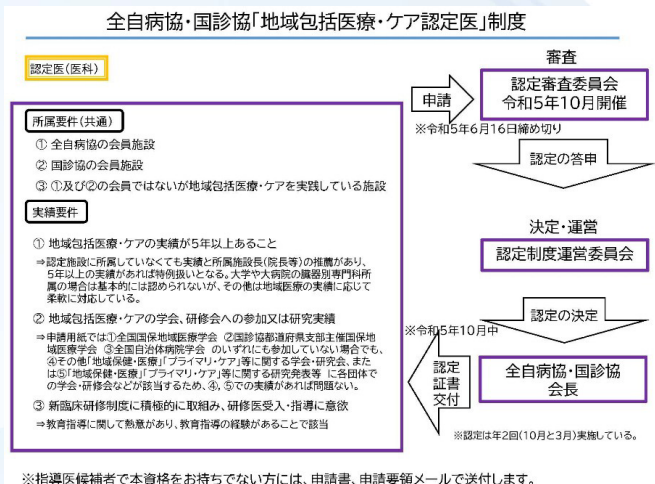 全自病協・国診協「地域包括医療・ケア認定医」制度
認定医（医科）
所属要件（共通）
① 全自病協の会員施設
② 国診協の会員施設
③ ①及び②の会員ではないが地域包括医療・ケアを実践している施設
実績要件
① 地域包括医療・ケアの実績が5年以上あること
⇒認定施設に所属していなくても実績と所属施設長（院長等）の推薦があり、
5年以上の実績があれば特例扱いとなる。大学や大病院の臓器別専門科所
属の場合は基本的には認められないが、その他は地域医療の実績に応じて
柔軟に対応している。
② 地域包括医療・ケアの学会、研修会への参加又は研究実績
⇒申請用紙では①全国国保地域医療学会 ②国診協都道府県支部主催国保地
域医療学会 ③全国自治体病院学会 のいずれにも参加していない場合でも、
④その他「地域保健・医療」「プライマリ・ケア」等に関する学会・研究会、また
は⑤「地域保健・医療」「プライマリ・ケア」等に関する研究発表等 に各団体で
の学会・研修会などが該当するため、④，⑤での実績があれば問題ない。
③ 新臨床研修制度に積極的に取組み、研修医受入・指導に意欲
⇒教育指導に関して熱意があり、教育指導の経験があることで該当
申請
※令和5年6月16日締め切り
審査
認定審査委員会
令和5年10月開催
認定の答申
決定・運営
認定制度運営委員会
認定の決定
※令和5年10月中
認定
証書
交付
全自病協・国診協
会長
※認定は年2回（10月と3月）実施している。
※指導医候補者で本資格をお持ちでない方には、申請書、申請要領メールで送付します。